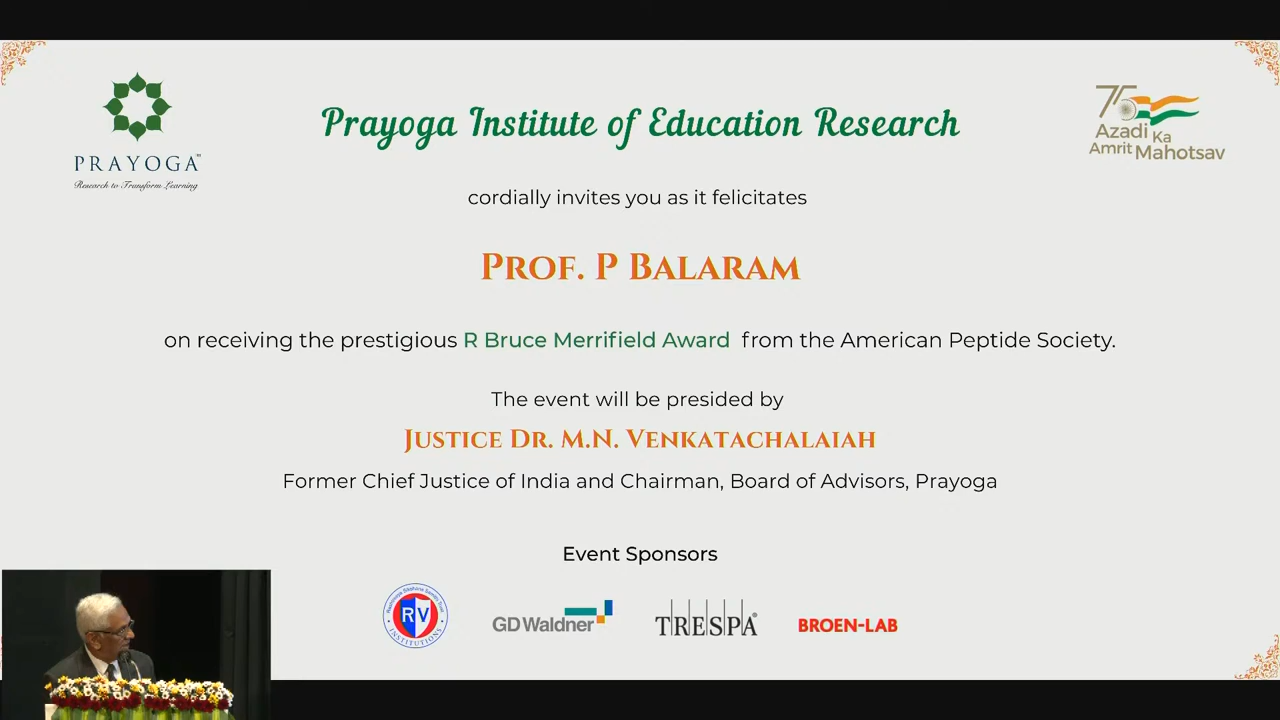 Prayoga Institute of Education Research
PRAYOGA™
Research to Transform Learning
75
Azadi Ka
Amrit Mahotsav
cordially invites you as it felicitates
PROF. P BALARAM
on receiving the prestigious R Bruce Merrifield Award from the American Peptide Society.
The event will be presided by
JUSTICE DR. M.N. VENKATACHALAIAH
Former Chief Justice of India and Chairman, Board of Advisors, Prayoga
Event Sponsors
RV
INSTITUTIONS
GD Waldner
TRESPA®
BROEN-LAB